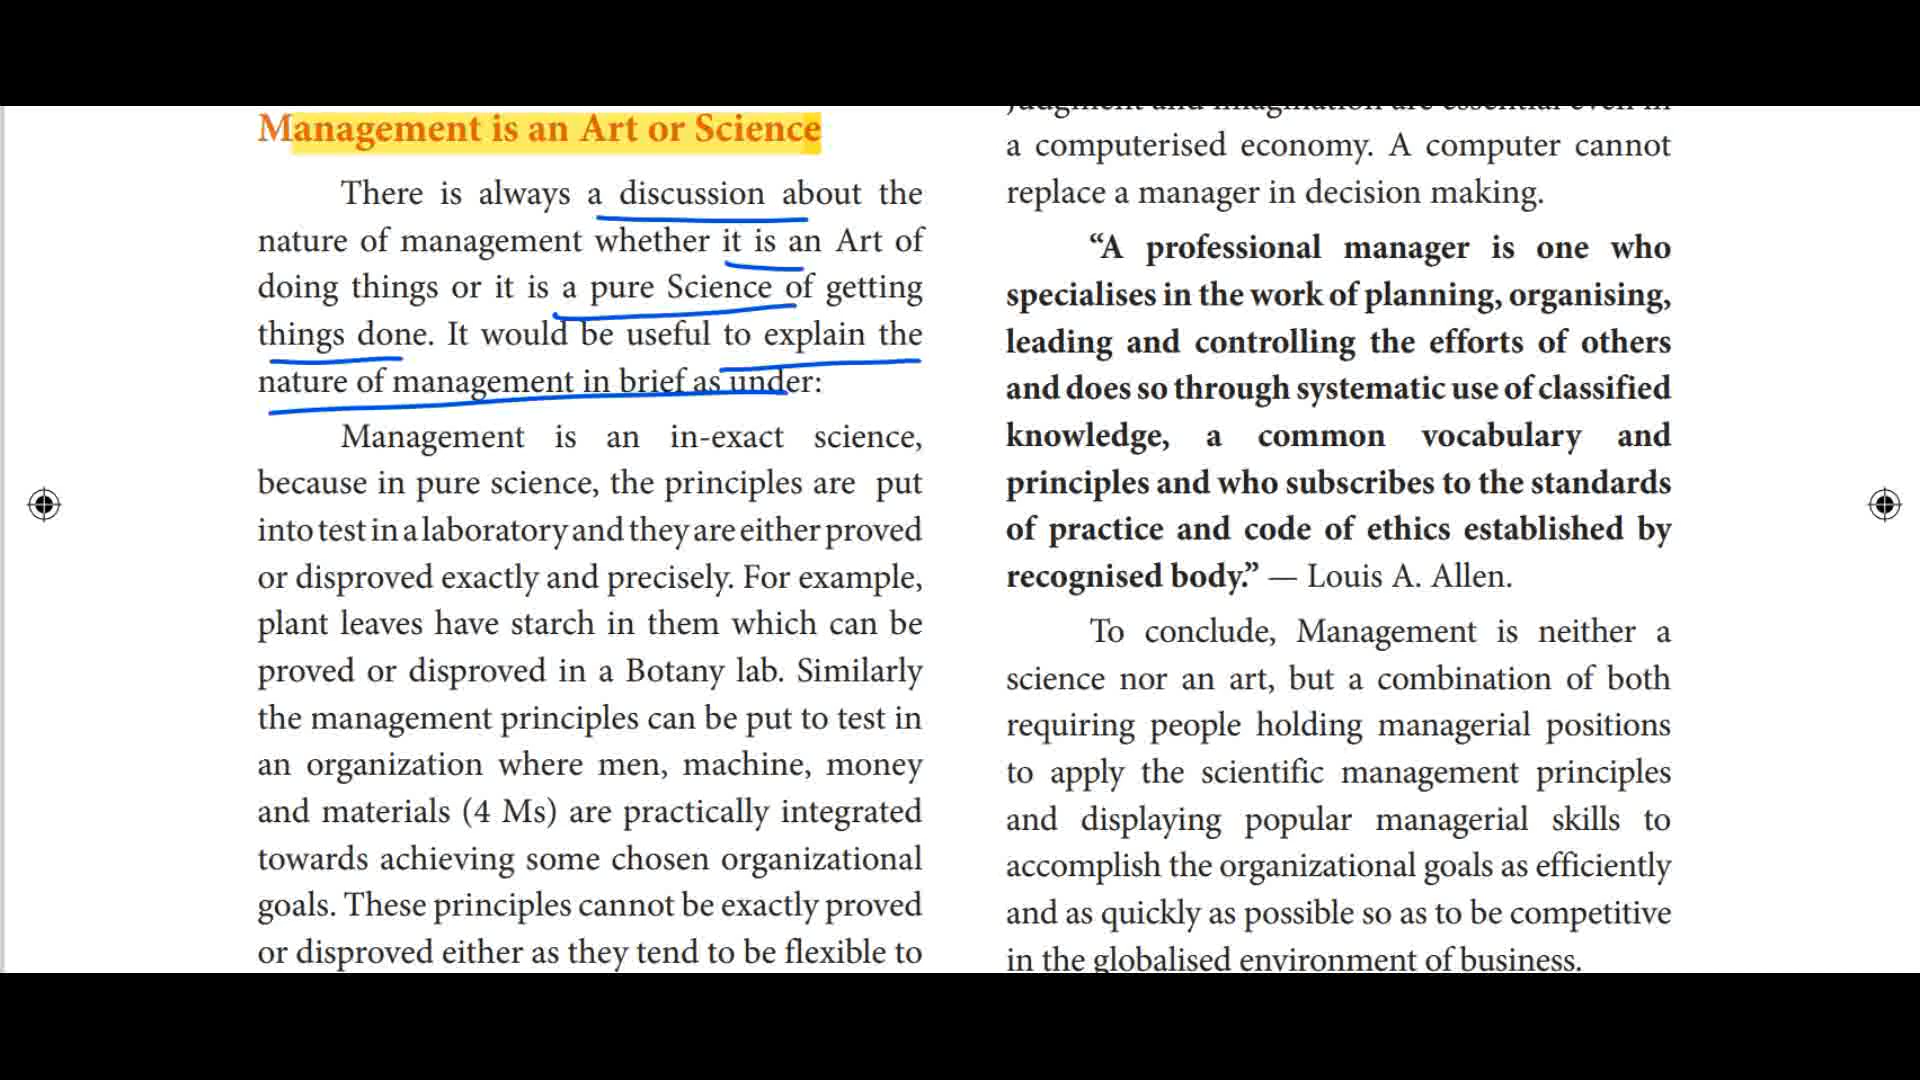 Management is an Art or Science
There is always a discussion about the
nature of management whether it is an Art of
doing things or it is a pure Science of getting
things done. It would be useful to explain the
nature of management in brief as under:
Management is an in-exact science,
because in pure science, the principles are put
into test in a laboratory and they are either proved
or disproved exactly and precisely. For example,
plant leaves have starch in them which can be
proved or disproved in a Botany lab. Similarly
the management principles can be put to test in
an organization where men, machine, money
and materials (4 Ms) are practically integrated
towards achieving some chosen organizational
goals. These principles cannot be exactly proved
or disproved either as they tend to be flexible to
judgment and imagination are essential even in
a computerised economy. A computer cannot
replace a manager in decision making.
“A professional manager is one who
specialises in the work of planning, organising,
leading and controlling the efforts of others
and does so through systematic use of classified
knowledge, a common vocabulary and
principles and who subscribes to the standards
of practice and code of ethics established by
recognised body.” — Louis A. Allen.
To conclude, Management is neither a
science nor an art, but a combination of both
requiring people holding managerial positions
to apply the scientific management principles
and displaying popular managerial skills to
accomplish the organizational goals as efficiently
and as quickly as possible so as to be competitive
in the globalised environment of business.